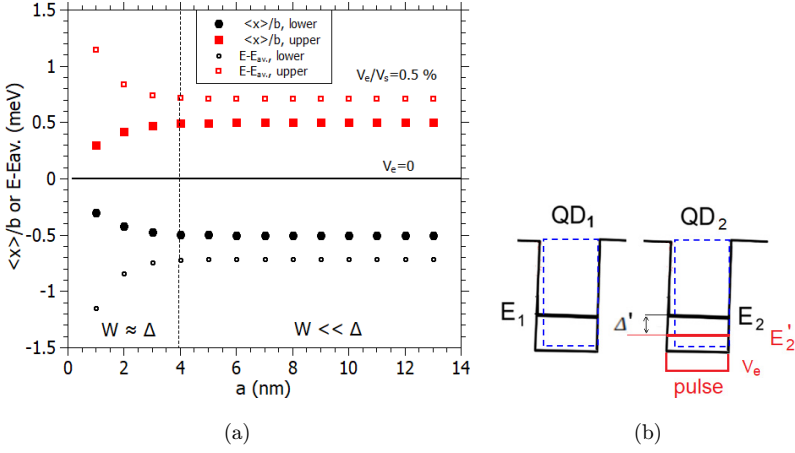 <x>/b, lower
<x>/b, upper
E-Eav., lower
E-Eav., upper
Ve/Vs=0.5 %
Ve=0
W ≈ Δ
W << Δ
<x>/b or E-Eav. (meV)
1.5
1
0.5
0
-0.5
-1
-1.5
0 2 4 6 8 10 12 14
a (nm)
(a)
QD1 QD2
E1
Δ'
E2
E2'
Ve
pulse
(b)